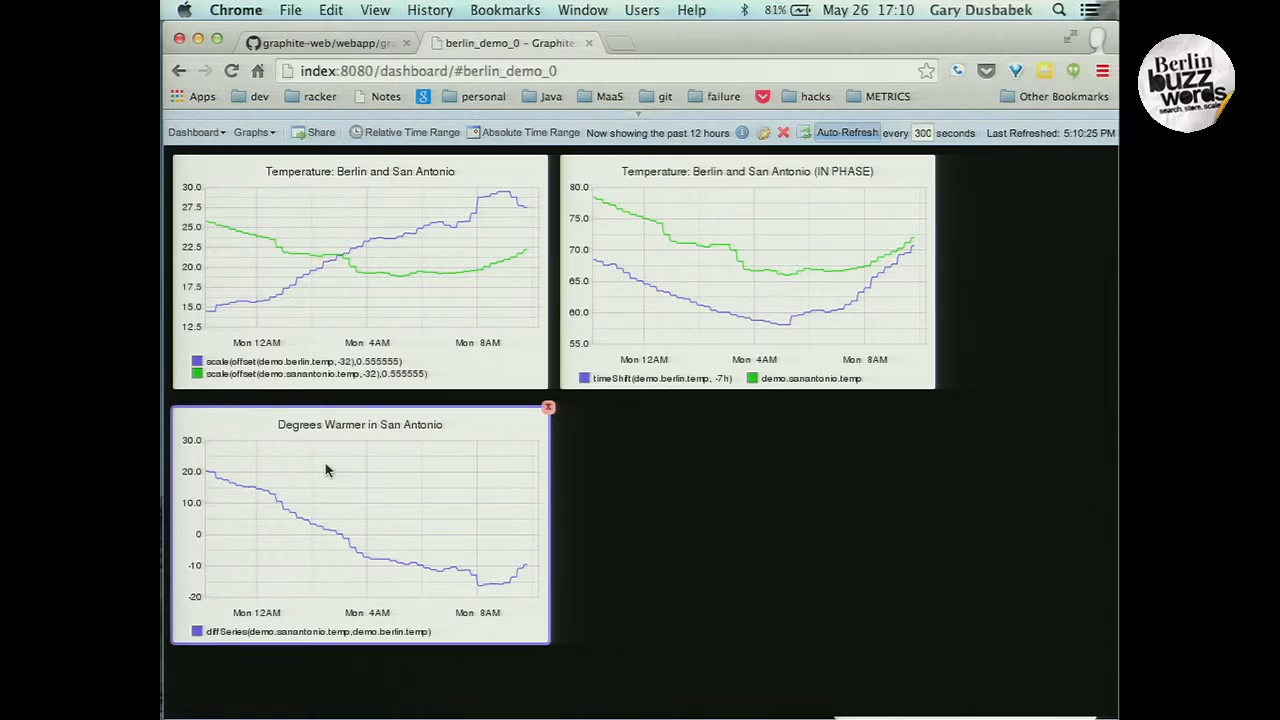 Chrome File Edit View History Bookmarks Window Users Help 81% May 26 17:10 Gary Dusbabek
graphite-web/webapp/gra × berlin_demo_0 - Graphite ×
index:8080/dashboard/#berlin_demo_0
Apps dev racker Notes personal Java MaaS git failure hacks METRICS Other Bookmarks
Dashboard Graphs Share Relative Time Range Absolute Time Range Now showing the past 12 hours Auto-Refresh every 300 seconds Last Refreshed: 5:10:25 PM
Berlin
buzz
words
search. store. scale.
Temperature: Berlin and San Antonio
30.0
27.5
25.0
22.5
20.0
17.5
15.0
12.5
Mon 12AM Mon 4AM Mon 8AM
scale(offset(demo.berlin.temp,-32),0.555555)
scale(offset(demo.sanantonio.temp,-32),0.555555)
Temperature: Berlin and San Antonio (IN PHASE)
80.0
75.0
70.0
65.0
60.0
55.0
Mon 12AM Mon 4AM Mon 8AM
timeShift(demo.berlin.temp, -7h) demo.sanantonio.temp
Degrees Warmer in San Antonio
30.0
20.0
10.0
0
-10
-20
Mon 12AM Mon 4AM Mon 8AM
diffSeries(demo.sanantonio.temp,demo.berlin.temp)